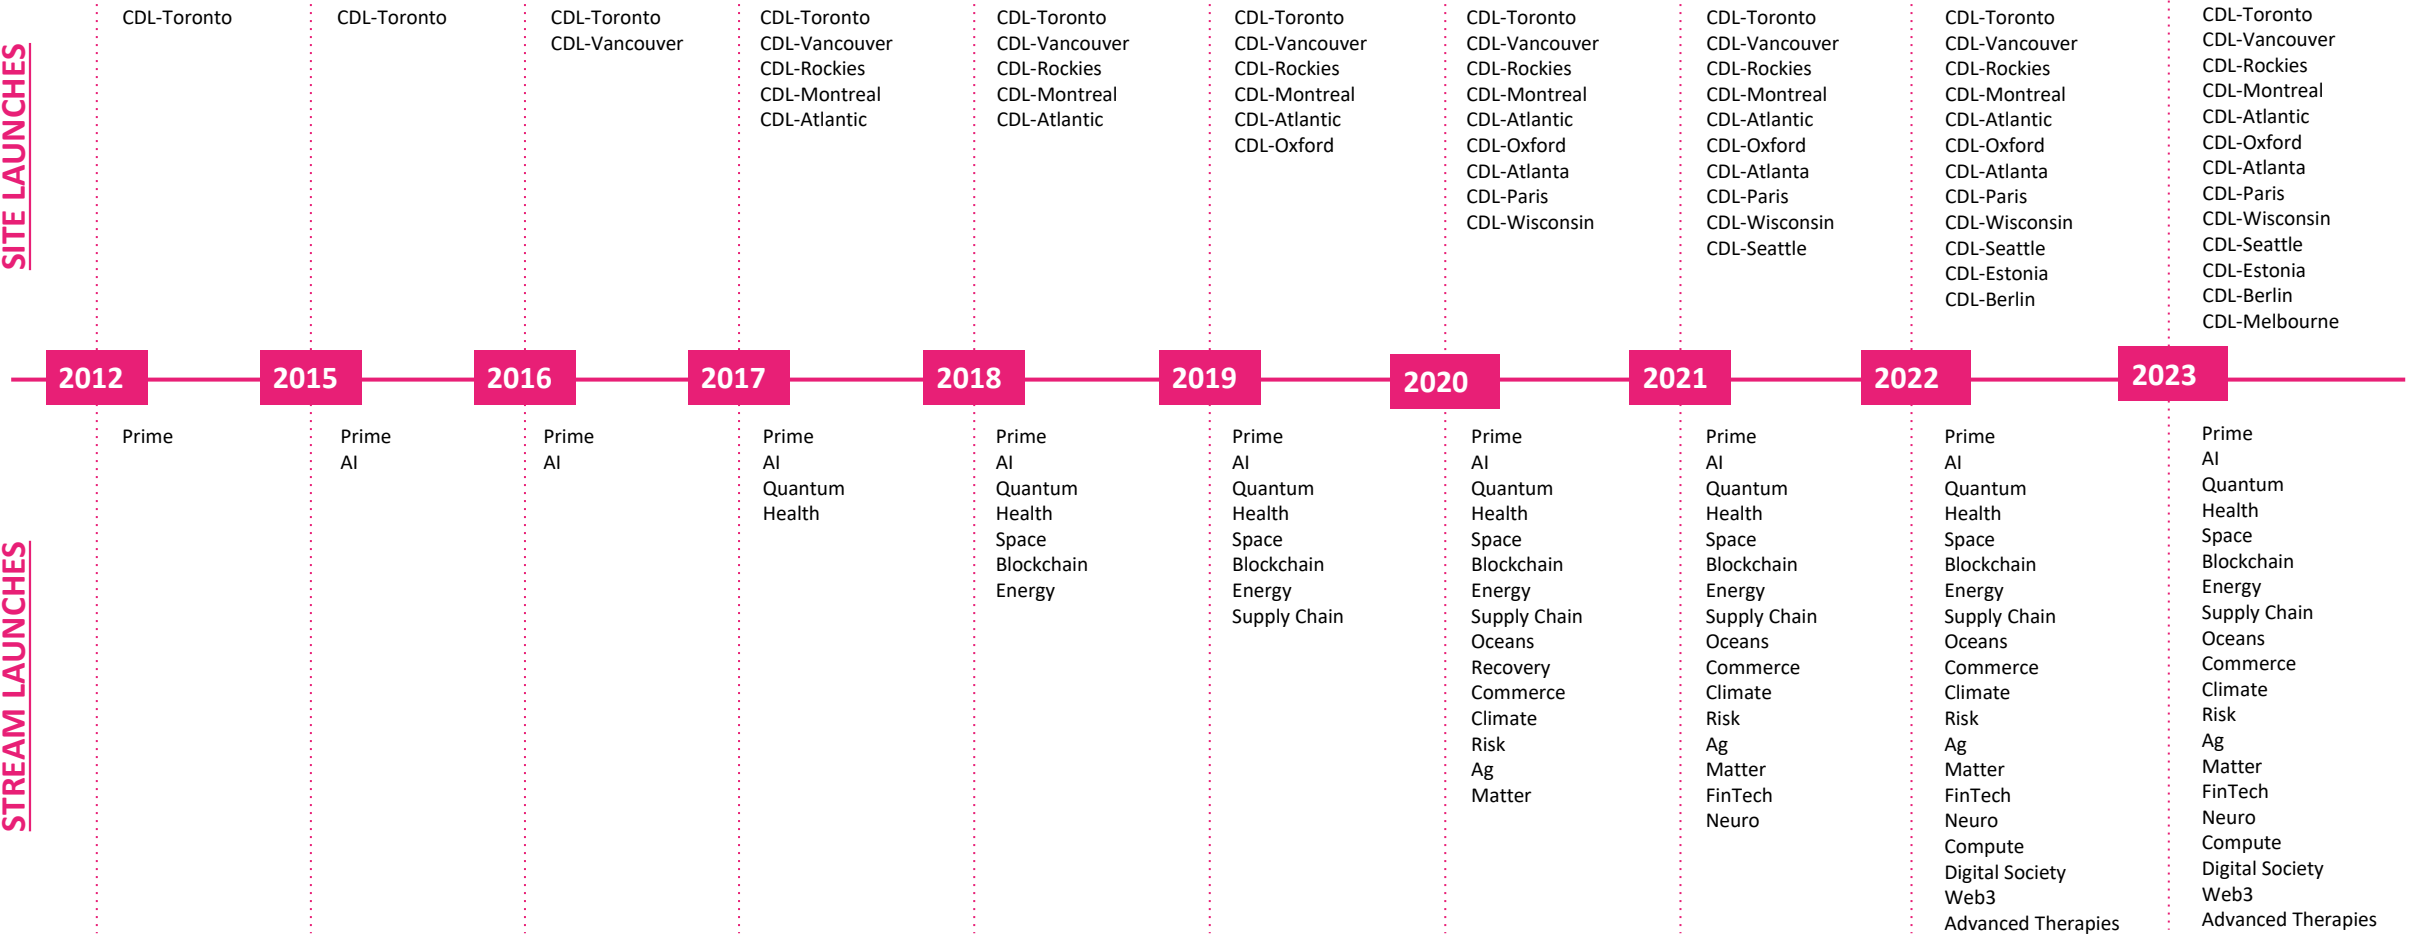 SITE LAUNCHES
CDL-Toronto
CDL-Toronto
CDL-Toronto
CDL-Vancouver
CDL-Toronto
CDL-Vancouver
CDL-Rockies
CDL-Montreal
CDL-Atlantic
CDL-Toronto
CDL-Vancouver
CDL-Rockies
CDL-Montreal
CDL-Atlantic
CDL-Toronto
CDL-Vancouver
CDL-Rockies
CDL-Montreal
CDL-Atlantic
CDL-Oxford
CDL-Toronto
CDL-Vancouver
CDL-Rockies
CDL-Montreal
CDL-Atlantic
CDL-Oxford
CDL-Atlanta
CDL-Paris
CDL-Wisconsin
CDL-Toronto
CDL-Vancouver
CDL-Rockies
CDL-Montreal
CDL-Atlantic
CDL-Oxford
CDL-Atlanta
CDL-Paris
CDL-Wisconsin
CDL-Seattle
CDL-Toronto
CDL-Vancouver
CDL-Rockies
CDL-Montreal
CDL-Atlantic
CDL-Oxford
CDL-Atlanta
CDL-Paris
CDL-Wisconsin
CDL-Seattle
CDL-Estonia
CDL-Berlin
CDL-Toronto
CDL-Vancouver
CDL-Rockies
CDL-Montreal
CDL-Atlantic
CDL-Oxford
CDL-Atlanta
CDL-Paris
CDL-Wisconsin
CDL-Seattle
CDL-Estonia
CDL-Berlin
CDL-Melbourne
2012
2015
2016
2017
2018
2019
2020
2021
2022
2023
STREAM LAUNCHES
Prime
Prime
AI
Prime
AI
Prime
AI
Quantum
Health
Prime
AI
Quantum
Health
Space
Blockchain
Energy
Prime
AI
Quantum
Health
Space
Blockchain
Energy
Supply Chain
Prime
AI
Quantum
Health
Space
Blockchain
Energy
Supply Chain
Oceans
Recovery
Commerce
Climate
Risk
Ag
Matter
Prime
AI
Quantum
Health
Space
Blockchain
Energy
Supply Chain
Oceans
Commerce
Climate
Risk
Ag
Matter
FinTech
Neuro
Prime
AI
Quantum
Health
Space
Blockchain
Energy
Supply Chain
Oceans
Commerce
Climate
Risk
Ag
Matter
FinTech
Neuro
Compute
Digital Society
Web3
Advanced Therapies
Prime
AI
Quantum
Health
Space
Blockchain
Energy
Supply Chain
Oceans
Commerce
Climate
Risk
Ag
Matter
FinTech
Neuro
Compute
Digital Society
Web3
Advanced Therapies